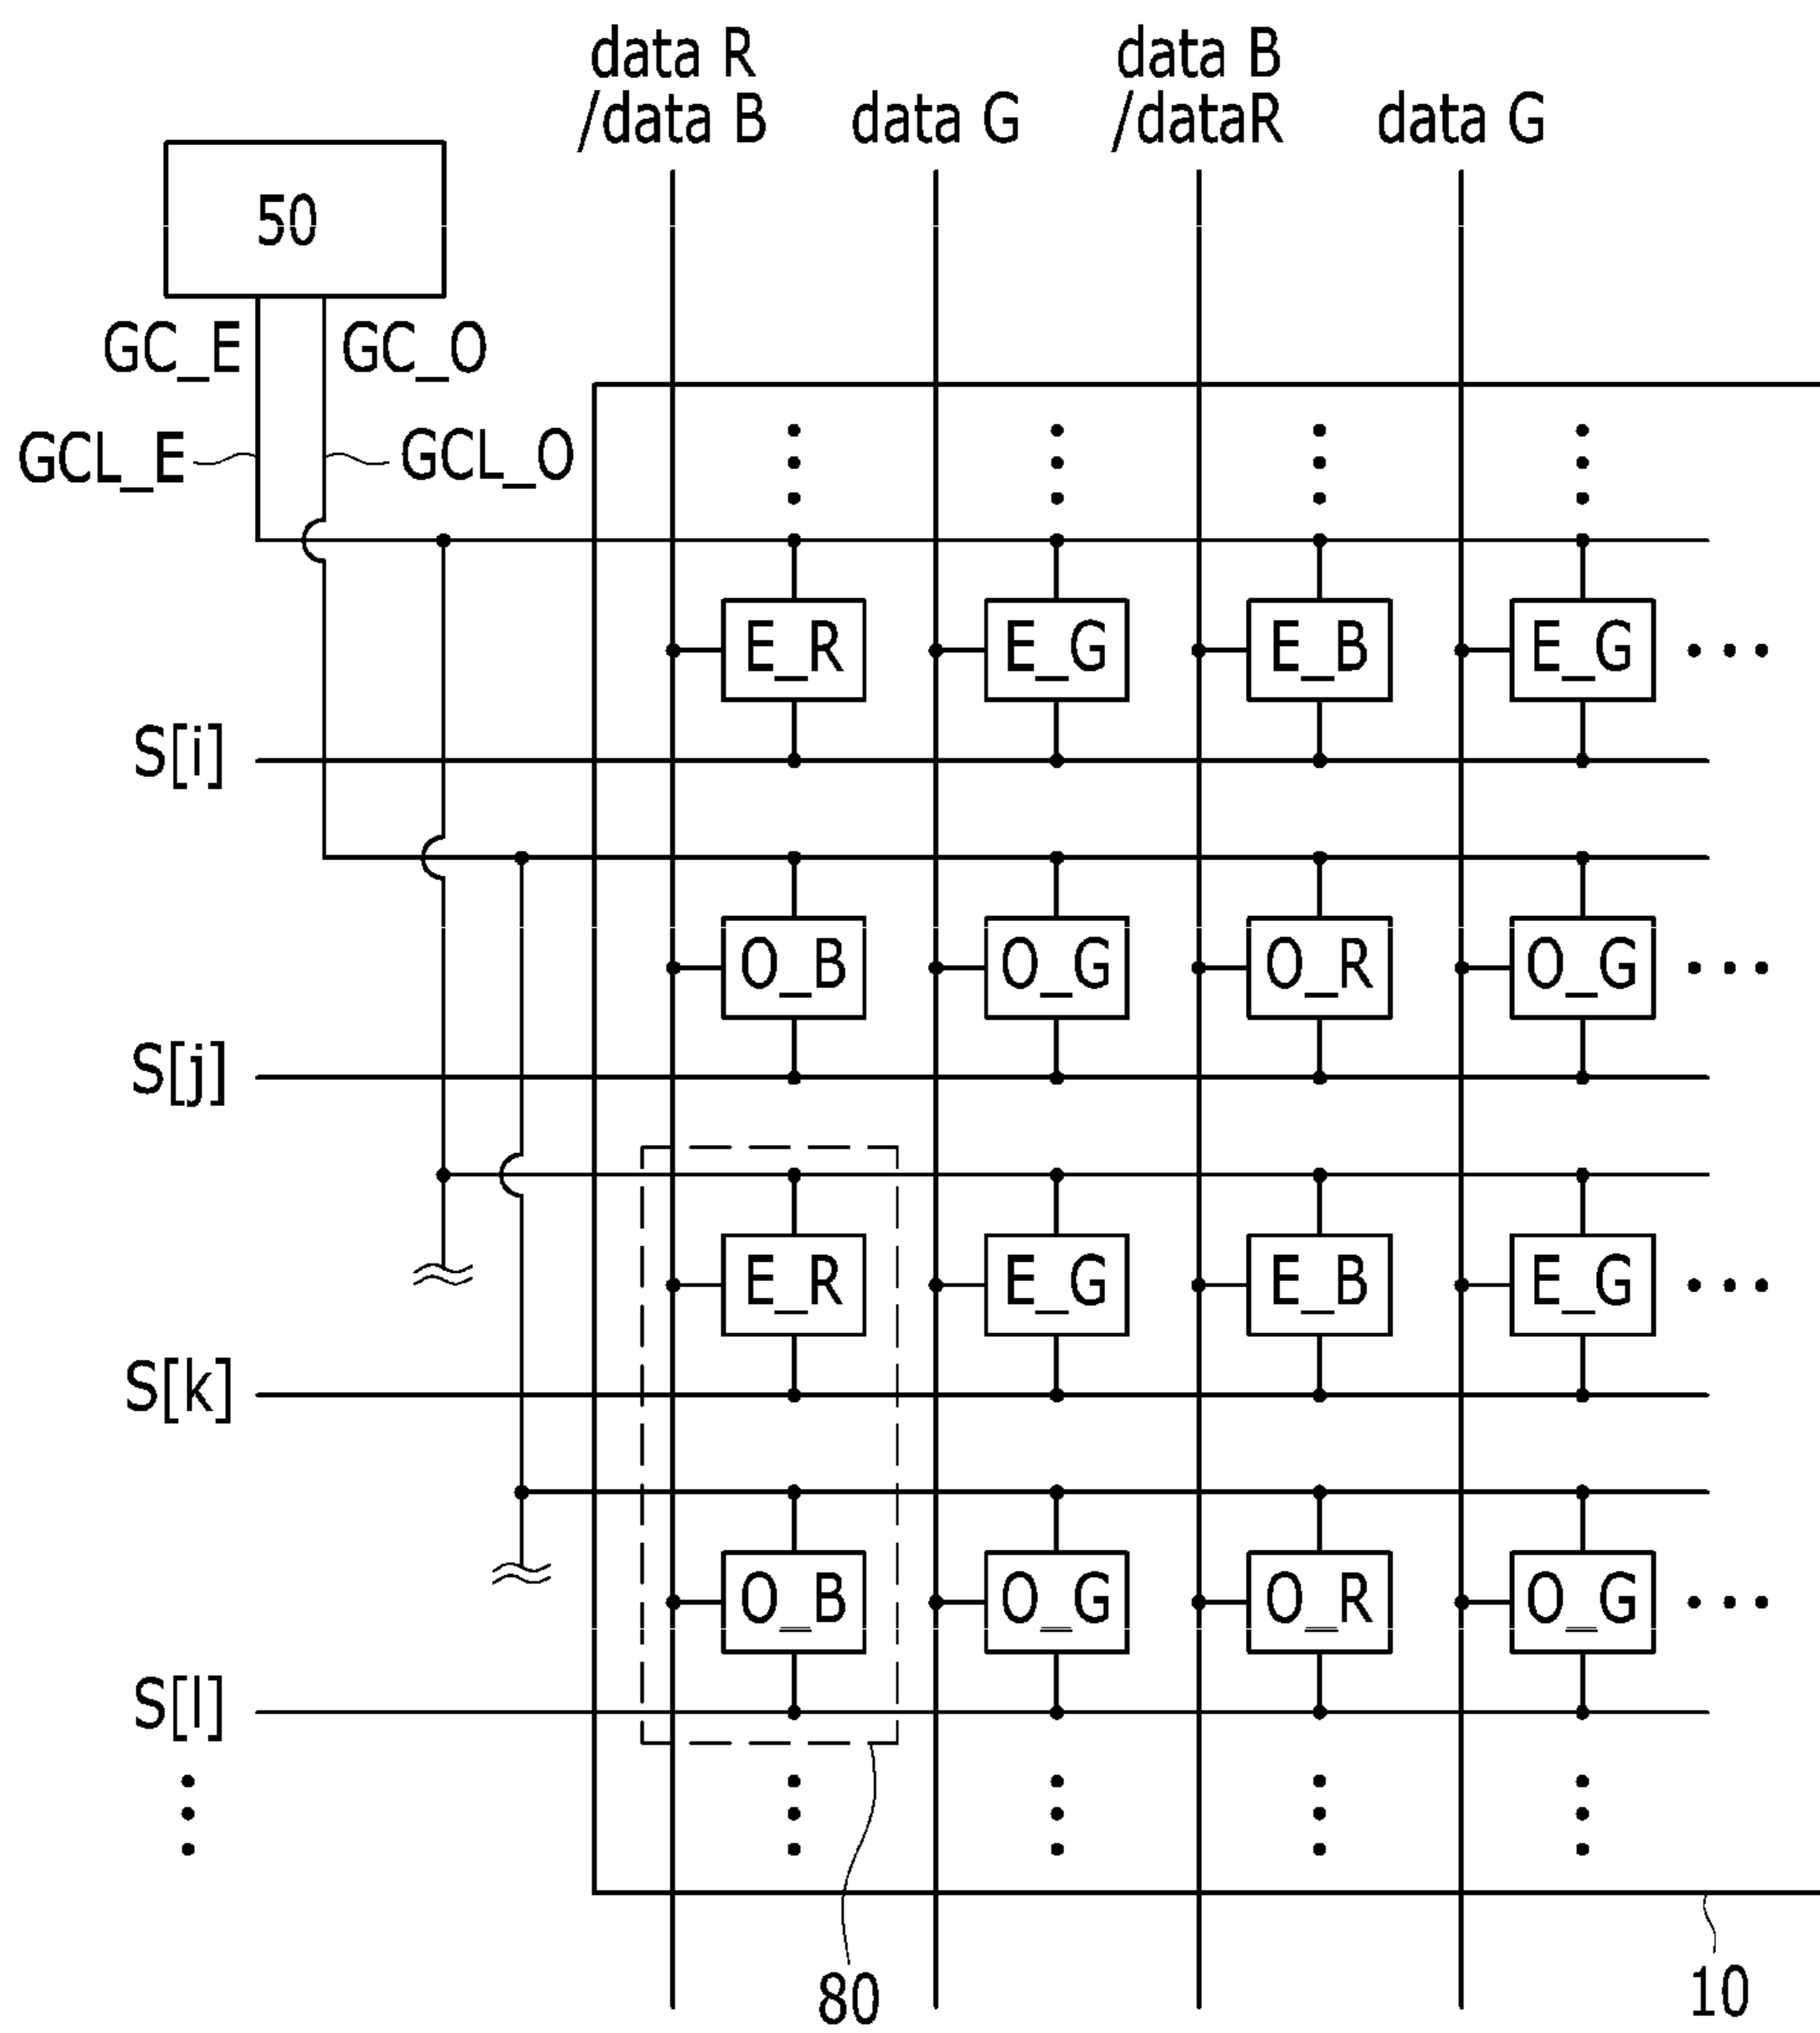 data R
/data B
data G
data B
/dataR
data G
50
GC_E
GC_O
GCL_E
GCL_O
E_R
E_G
E_B
E_G
S[i]
O_B
O_G
O_R
O_G
S[j]
E_R
E_G
E_B
E_G
S[k]
O_B
O_G
O_R
O_G
S[l]
80
10